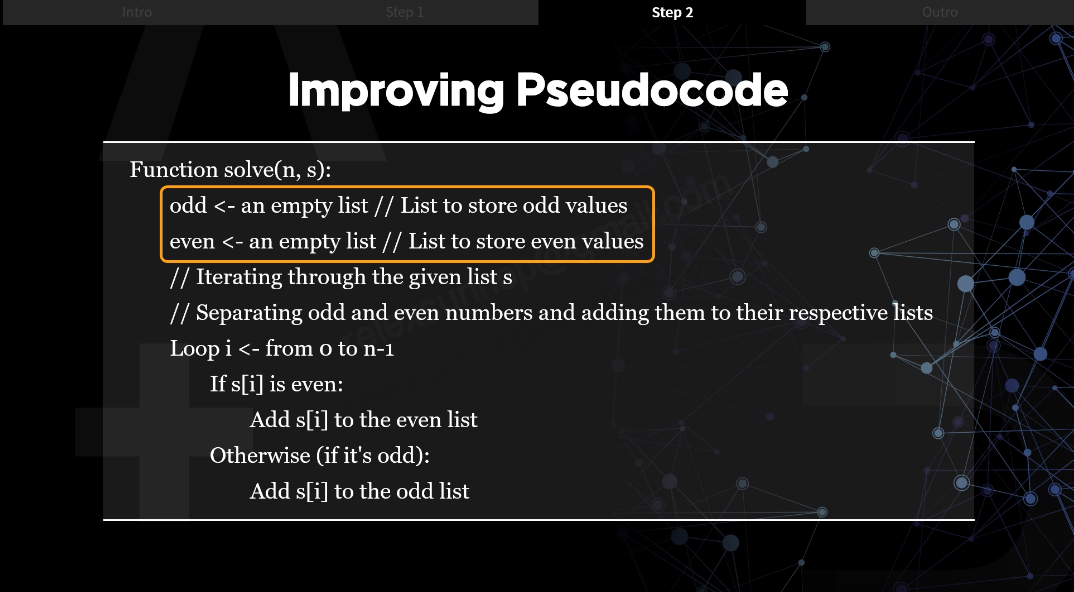 Intro
Step 1
Step 2
Outro
Improving Pseudocode
Function solve(n, s):
odd <- an empty list // List to store odd values
even <- an empty list // List to store even values
// Iterating through the given list s
// Separating odd and even numbers and adding them to their respective lists
Loop i <- from 0 to n-1
If s[i] is even:
Add s[i] to the even list
Otherwise (if it's odd):
Add s[i] to the odd list